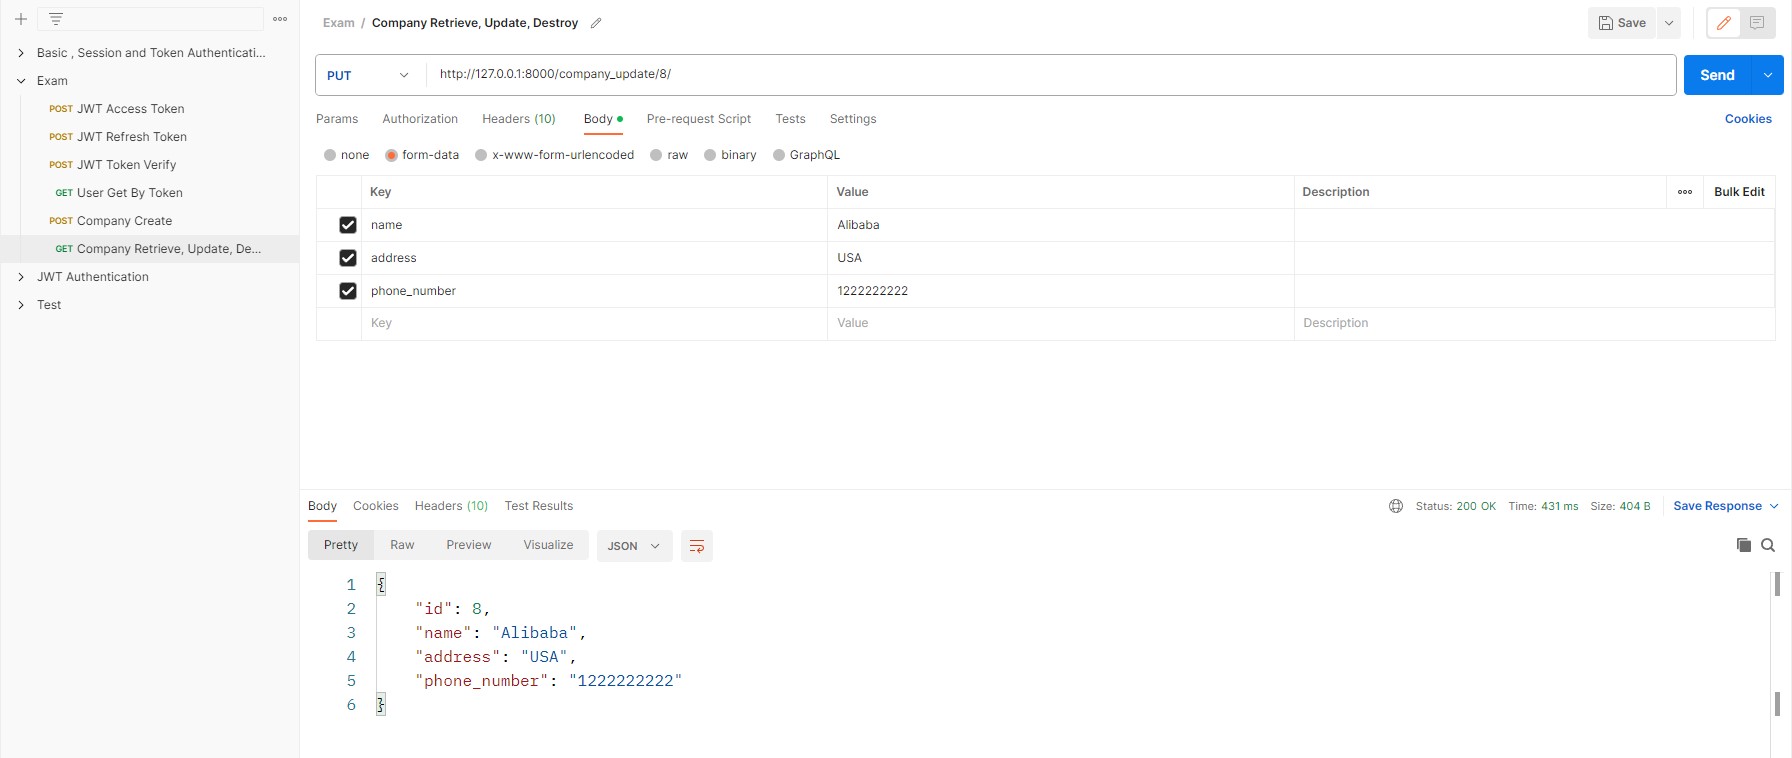 Exam / Company Retrieve, Update, Destroy
Save
Basic , Session and Token Authenticati...
Exam
POST JWT Access Token
POST JWT Refresh Token
POST JWT Token Verify
GET User Get By Token
POST Company Create
GET Company Retrieve, Update, De...
JWT Authentication
Test
PUT http://127.0.0.1:8000/company_update/8/ Send
Params Authorization Headers (10) Body Pre-request Script Tests Settings Cookies
none form-data x-www-form-urlencoded raw binary GraphQL
Key Value Description Bulk Edit
name Alibaba
address USA
phone_number 1222222222
Key Value Description
Body Cookies Headers (10) Test Results Status: 200 OK Time: 431 ms Size: 404 B Save Response
Pretty Raw Preview Visualize JSON
1 {
2 "id": 8,
3 "name": "Alibaba",
4 "address": "USA",
5 "phone_number": "1222222222"
6 }